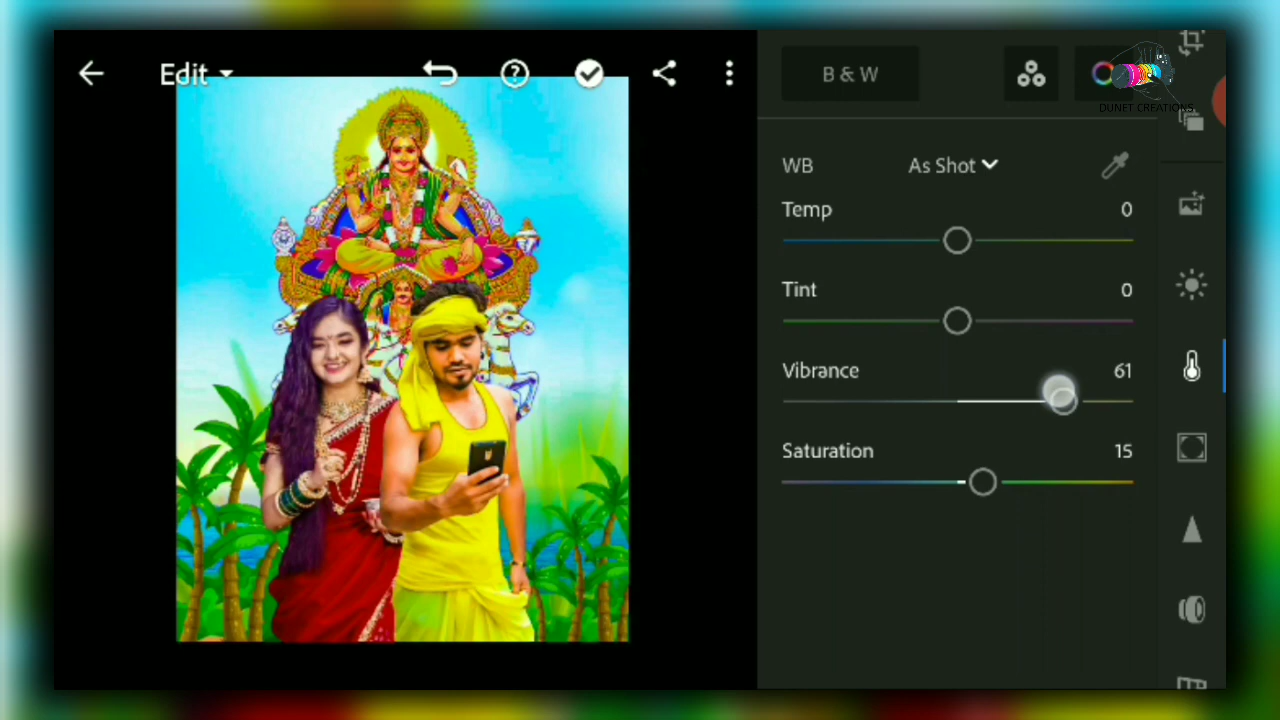 Edit
B & W
DUNET CREATIONS
WB As Shot
Temp 0
Tint 0
Vibrance 61
Saturation 15